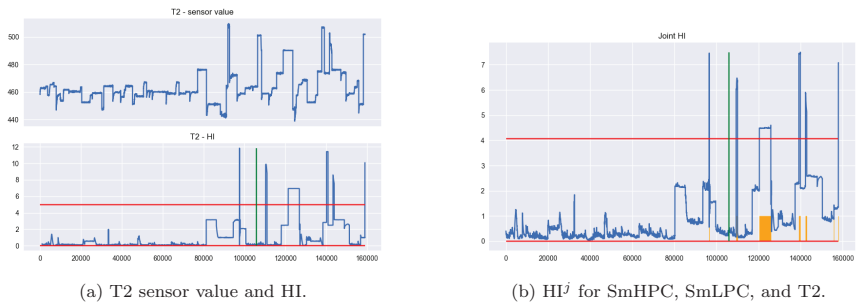 T2 - sensor value
500
480
460
440
T2 - HI
12
10
8
6
4
2
0
0 20000 40000 60000 80000 100000 120000 140000 160000
(a) T2 sensor value and HI.
Joint HI
7
6
5
4
3
2
1
0
0 20000 40000 60000 80000 100000 120000 140000 160000
(b) HIʲ for SmHPC, SmLPC, and T2.